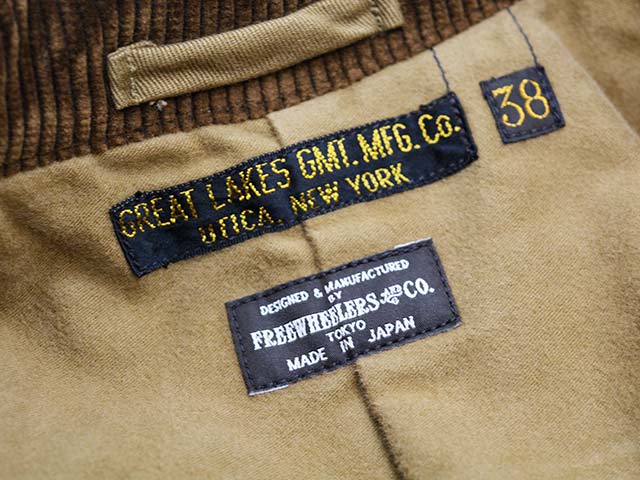 GREAT LAKES GMT. MFG. Co.
UTICA, NEW YORK
38
DESIGNED & MANUFACTURED
BY
FREEWHEELERS AND CO.
TOKYO
MADE IN JAPAN